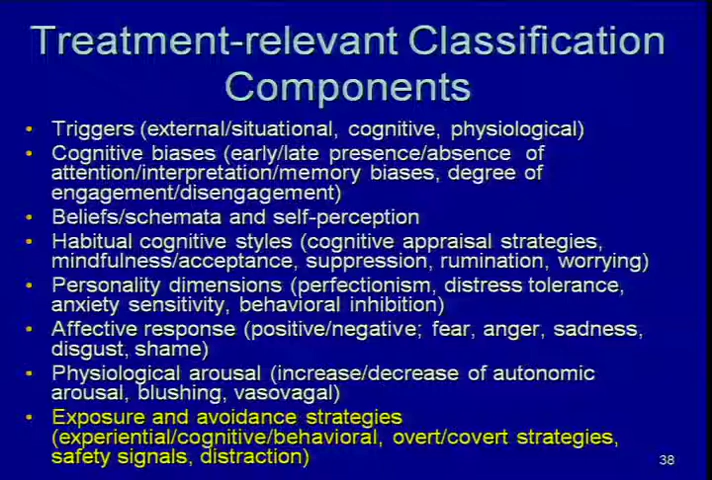 Treatment-relevant Classification
Components
• Triggers (external/situational, cognitive, physiological)
• Cognitive biases (early/late presence/absence of
attention/interpretation/memory biases, degree of
engagement/disengagement)
• Beliefs/schemata and self-perception
• Habitual cognitive styles (cognitive appraisal strategies,
mindfulness/acceptance, suppression, rumination, worrying)
• Personality dimensions (perfectionism, distress tolerance,
anxiety sensitivity, behavioral inhibition)
• Affective response (positive/negative; fear, anger, sadness,
disgust, shame)
• Physiological arousal (increase/decrease of autonomic
arousal, blushing, vasovagal)
• Exposure and avoidance strategies
(experiential/cognitive/behavioral, overt/covert strategies,
safety signals, distraction)
38